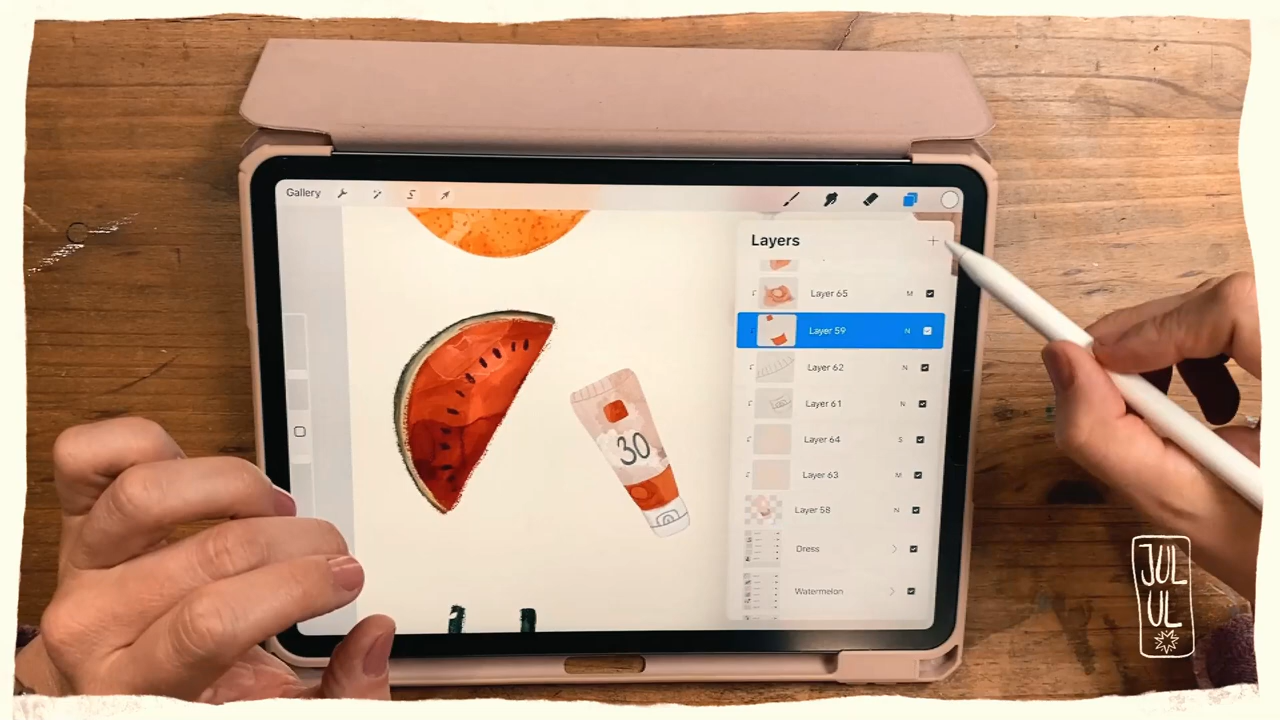 Gallery
Layers
Layer 65 M
Layer 59 N
Layer 62 N
Layer 61 N
Layer 64 S
Layer 63 M
Layer 58 N
Dress
Watermelon
30
JUL
UL